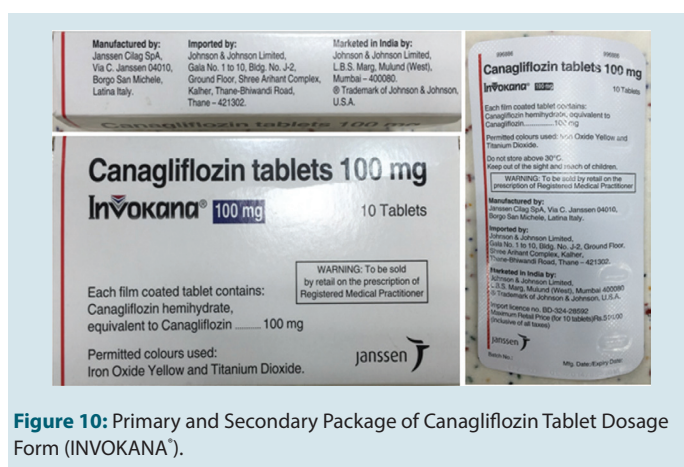 Manufactured by:
Janssen Cilag SpA,
Via C. Janssen 04010,
Borgo San Michele,
Latina Italy.
Imported by:
Johnson & Johnson Limited,
Gala No. 1 to 10, Bldg. No. J-2,
Ground Floor, Shree Arihant Complex,
Kalher, Thane-Bhiwandi Road,
Thane – 421302.
Marketed in India by:
Johnson & Johnson Limited,
L.B.S. Marg, Mulund (West),
Mumbai – 400080.
® Trademark of Johnson & Johnson,
U.S.A.
Canagliflozin tablets 100 mg
Canagliflozin tablets 100 mg
Invokana® 100 mg
10 Tablets
WARNING: To be sold
by retail on the prescription of
Registered Medical Practitioner
Each film coated tablet contains:
Canagliflozin hemihydrate,
equivalent to Canagliflozin ____ 100 mg
Permitted colours used:
Iron Oxide Yellow and Titanium Dioxide.
janssen
Canagliflozin tablets 100 mg
Invokana® 100 mg 10 Tablets
Each film coated tablet contains:
Canagliflozin hemihydrate, equivalent to
Canagliflozin 100 mg
Permitted colours used: Iron Oxide Yellow and
Titanium Dioxide.
Do not store above 30°C.
Keep out of the sight and reach of children.
WARNING: To be sold by retail on the
prescription of Registered Medical Practitioner
Manufactured by:
Janssen Cilag SpA, Via C. Janssen 04010,
Borgo San Michele, Latina Italy.
Imported by:
Johnson & Johnson Limited,
Gala No. 1 to 10, Bldg. No. J-2, Ground Floor,
Shree Arihant Complex, Kalher,
Thane-Bhiwandi Road, Thane – 421302.
Marketed in India by:
Johnson & Johnson Limited,
L.B.S. Marg, Mulund (West), Mumbai 400080
® Trademark of Johnson & Johnson, U.S.A.
Import licence no. BD-324-28592
Maximum Retail Price (for 10 tablets)
(Inclusive of all taxes)
janssen
Batch No.:
Mfg. Date:/Expiry Date:
Figure 10: Primary and Secondary Package of Canagliflozin Tablet Dosage
Form (INVOKANA®).